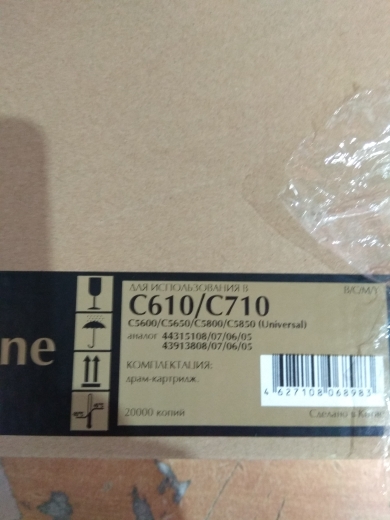 ne
ДЛЯ ИСПОЛЬЗОВАНИЯ В B/C/M/Y
C610/C710
C5600/C5650/C5800/C5850 (Universal)
аналог 44315108/07/06/05
43913808/07/06/05
КОМПЛЕКТАЦИЯ:
драм-картридж.
4 627108 068983
20000 копий Сделано в